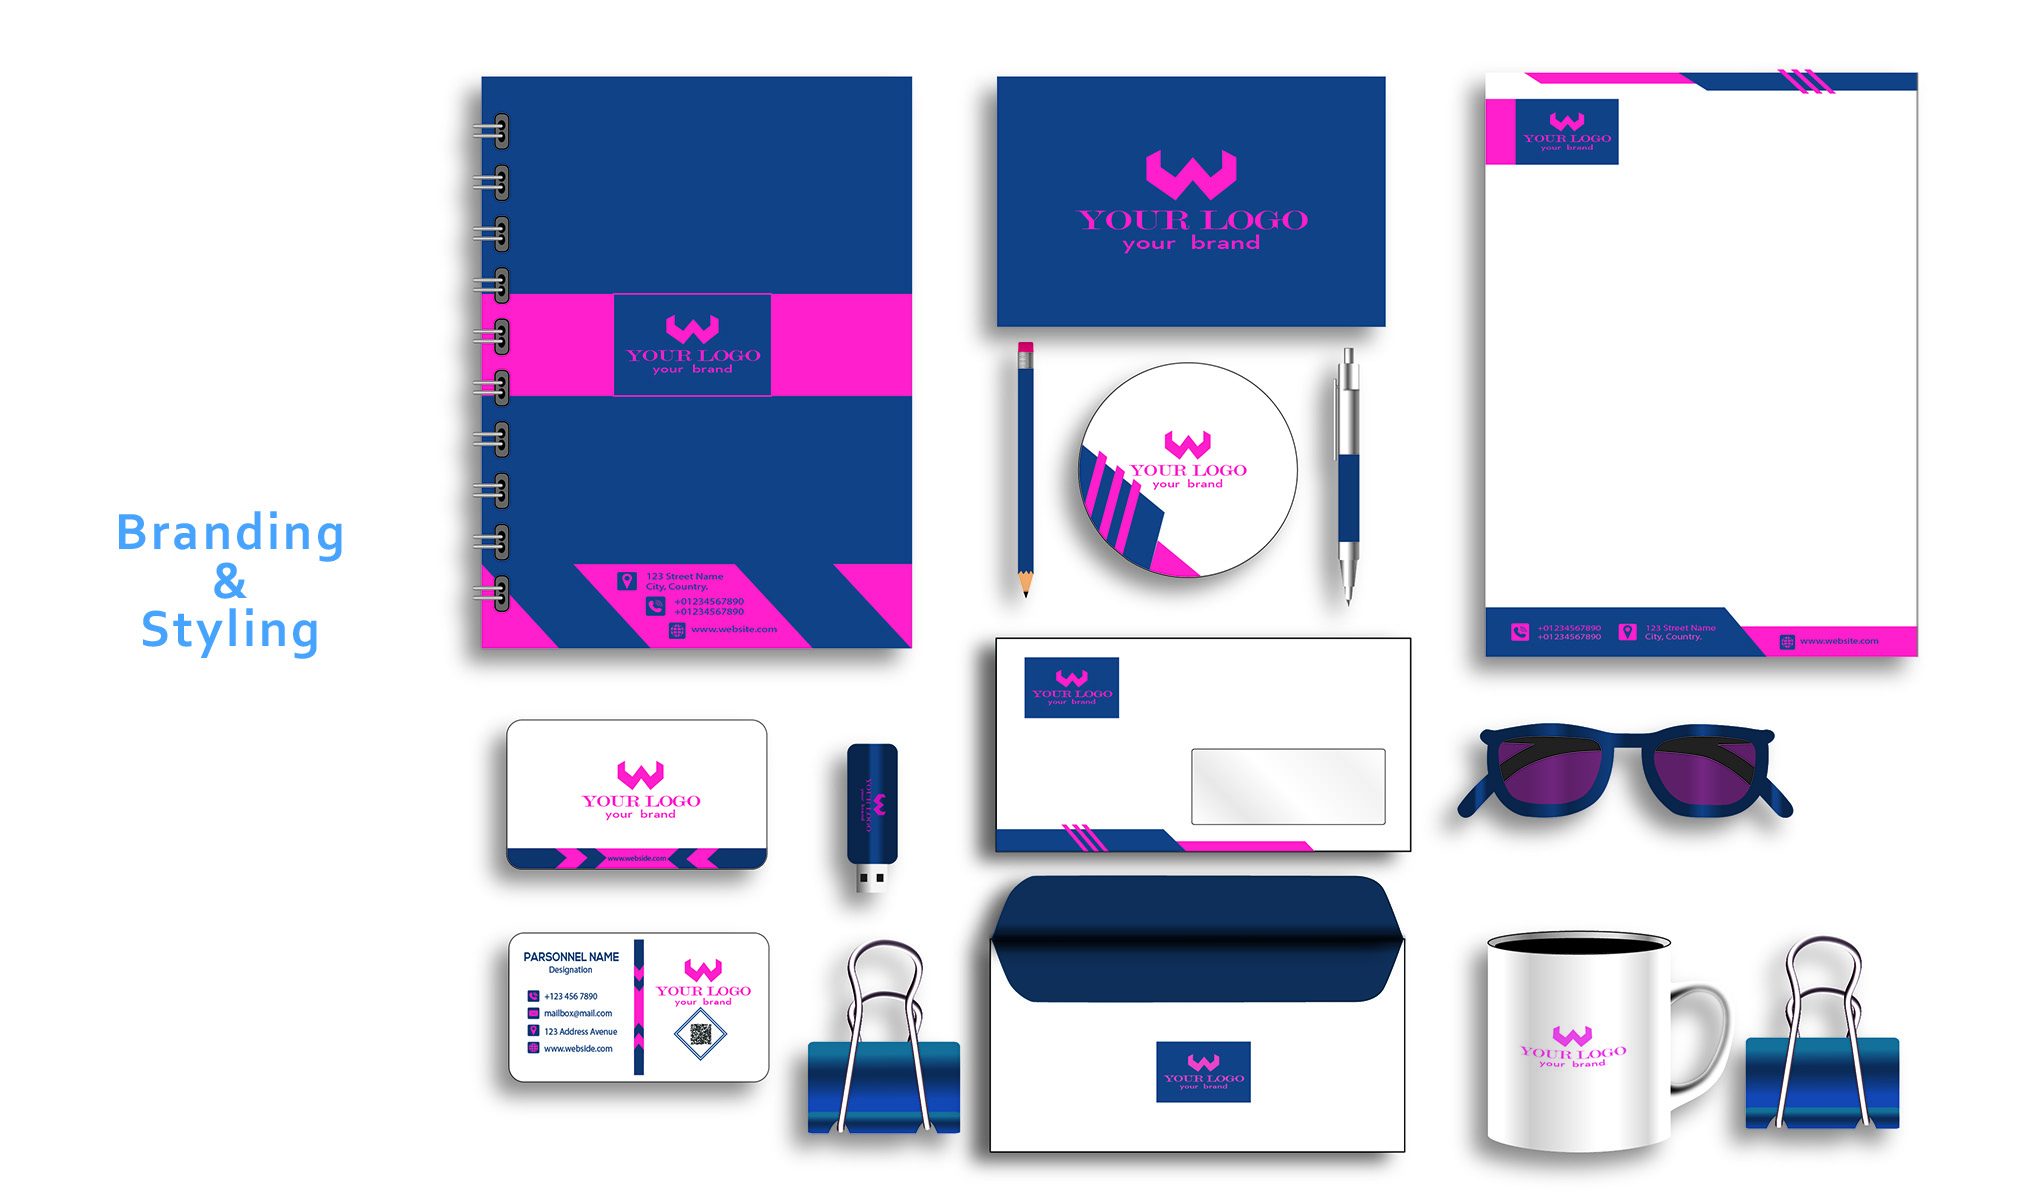 Branding
&
Styling
YOUR LOGO
your brand
123 Street Name
City, Country.
+01234567890
+01234567890
www.website.com
YOUR LOGO
your brand
YOUR LOGO
your brand
YOUR LOGO
your brand
+01234567890
+01234567890
123 Street Name
City, Country.
www.website.com
YOUR LOGO
your brand
YOUR LOGO
your brand
www.webside.com
YOUR LOGO
your brand
PARSONNEL NAME
Designation
+123 456 7890
mailbox@mail.com
123 Address Avenue
www.webside.com
YOUR LOGO
your brand
YOUR LOGO
your brand
YOUR LOGO
your brand